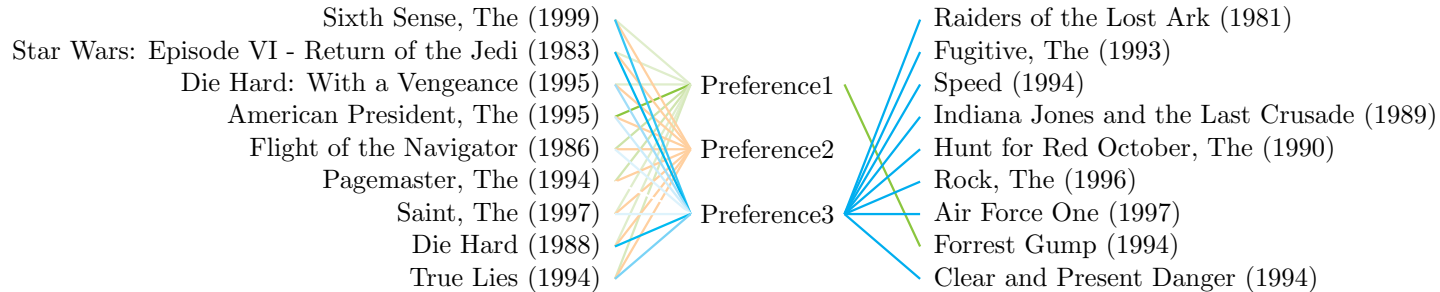 Sixth Sense, The (1999)
Star Wars: Episode VI - Return of the Jedi (1983)
Die Hard: With a Vengeance (1995)
American President, The (1995)
Flight of the Navigator (1986)
Pagemaster, The (1994)
Saint, The (1997)
Die Hard (1988)
True Lies (1994)
Preference1
Preference2
Preference3
Raiders of the Lost Ark (1981)
Fugitive, The (1993)
Speed (1994)
Indiana Jones and the Last Crusade (1989)
Hunt for Red October, The (1990)
Rock, The (1996)
Air Force One (1997)
Forrest Gump (1994)
Clear and Present Danger (1994)